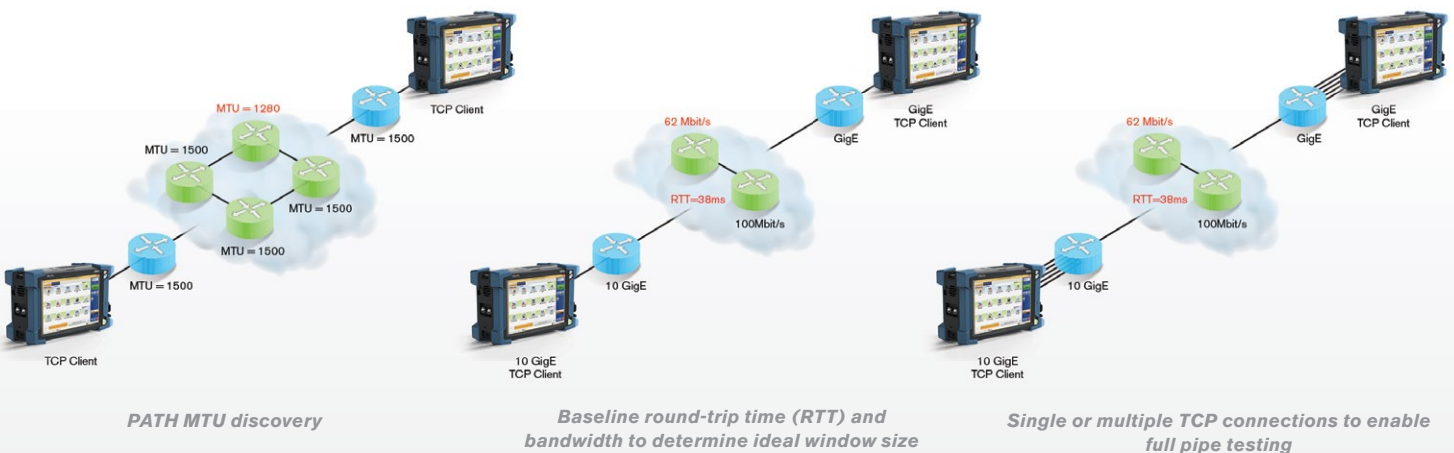 MTU = 1280
TCP Client
MTU = 1500
MTU = 1500
MTU = 1500
MTU = 1500
MTU = 1500
TCP Client
PATH MTU discovery
GigE
TCP Client
62 Mbit/s
GigE
RTT=38ms
100Mbit/s
10 GigE
10 GigE
TCP Client
Baseline round-trip time (RTT) and
bandwidth to determine ideal window size
GigE
TCP Client
62 Mbit/s
GigE
RTT=38ms
100Mbit/s
10 GigE
10 GigE
TCP Client
Single or multiple TCP connections to enable
full pipe testing